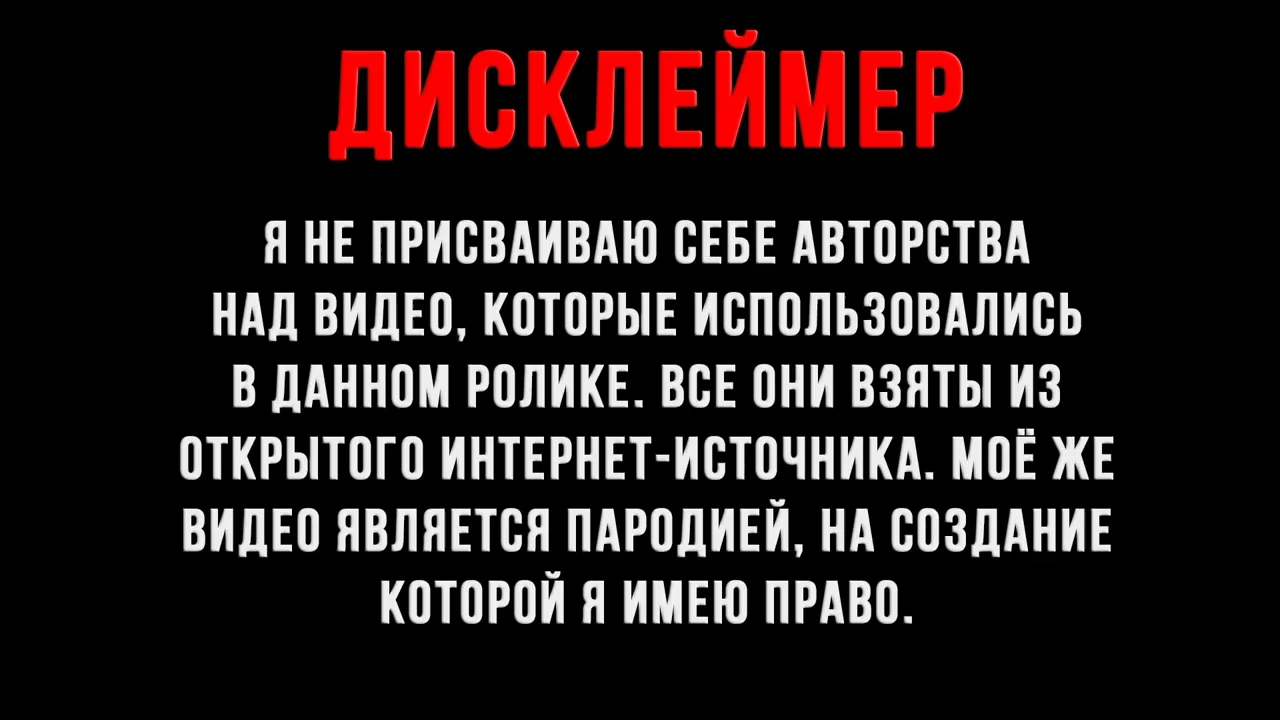 ДИСКЛЕЙМЕР
Я НЕ ПРИСВАИВАЮ СЕБЕ АВТОРСТВА
НАД ВИДЕО, КОТОРЫЕ ИСПОЛЬЗОВАЛИСЬ
В ДАННОМ РОЛИКЕ. ВСЕ ОНИ ВЗЯТЫ ИЗ
ОТКРЫТОГО ИНТЕРНЕТ-ИСТОЧНИКА. МОЁ ЖЕ
ВИДЕО ЯВЛЯЕТСЯ ПАРОДИЕЙ, НА СОЗДАНИЕ
КОТОРОЙ Я ИМЕЮ ПРАВО.